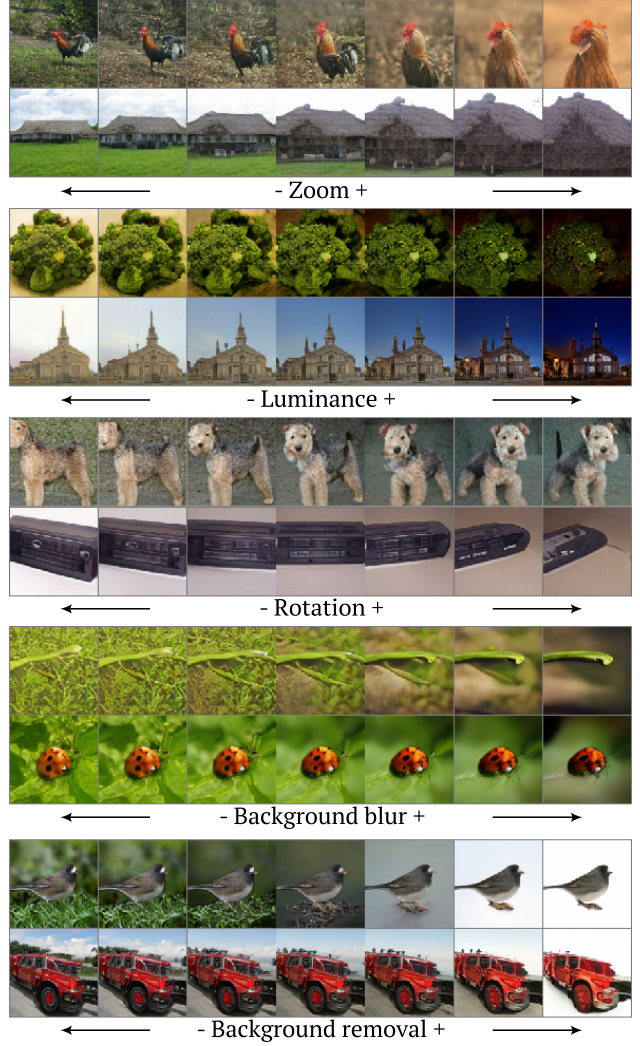 - Zoom +
- Luminance +
- Rotation +
- Background blur +
- Background removal +